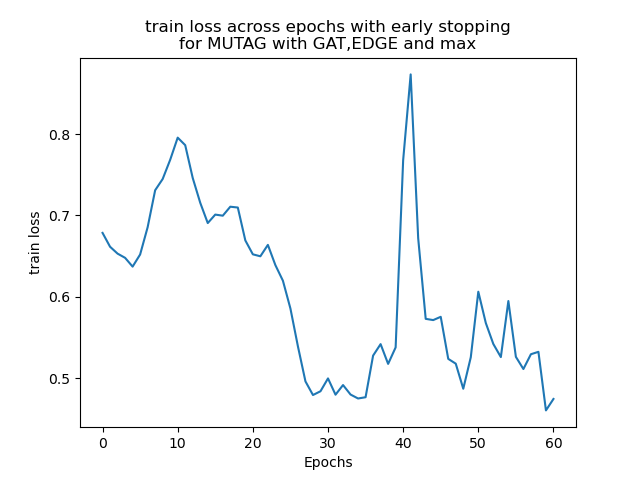 train loss across epochs with early stopping
for MUTAG with GAT,EDGE and max
train loss
0.8
0.7
0.6
0.5
0
10
20
30
40
50
60
Epochs